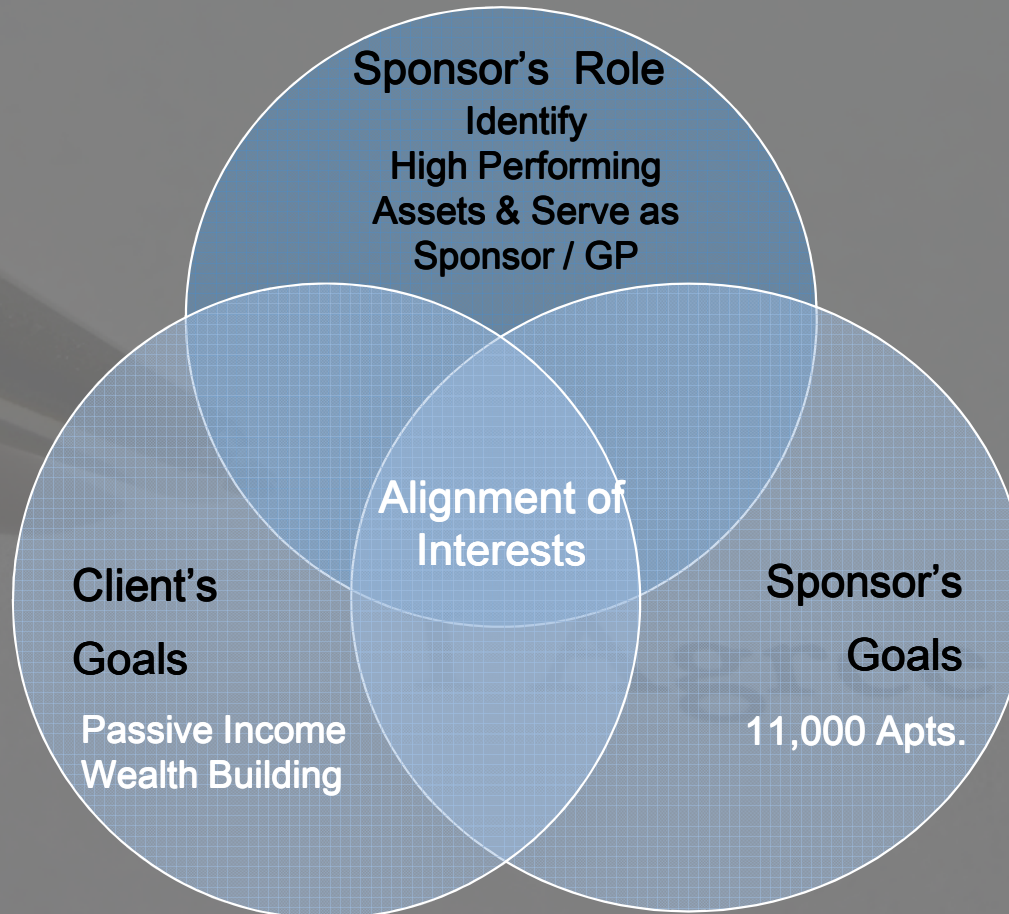 Sponsor's Role
Identify
High Performing
Assets & Serve as
Sponsor / GP
Alignment of
Interests
Client's
Goals
Passive Income
Wealth Building
Sponsor's
Goals
11,000 Apts.